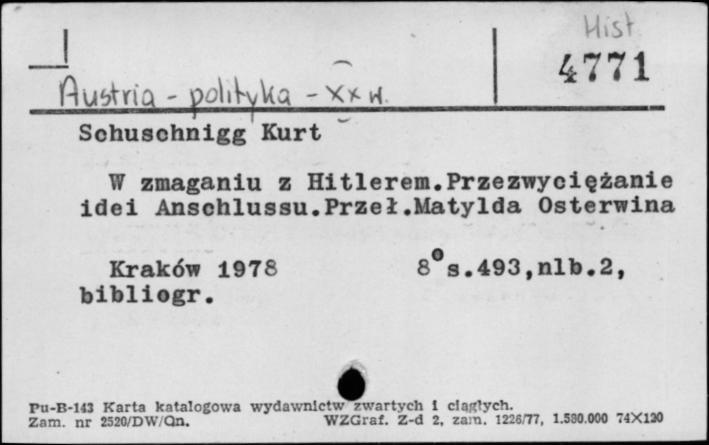 Hist
4771
Austria - polityka - XX w.
Schuschnigg Kurt
W zmaganiu z Hitlerem.Przezwyciężanie
idei Anschlussu.Przeł.Matylda Osterwina
Kraków 1978 8° s.493,nlb.2,
bibliogr.
Pu-B-143 Karta katalogowa wydawnictw zwartych i ciągłych.
Zam. nr 2520/DW/Qn. WZGraf. Z-d 2, zam. 1226/77, 1.580.000 74X120